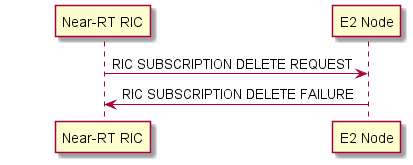 Near-RT RIC
E2 Node
RIC SUBSCRIPTION DELETE REQUEST
RIC SUBSCRIPTION DELETE FAILURE
Near-RT RIC
E2 Node